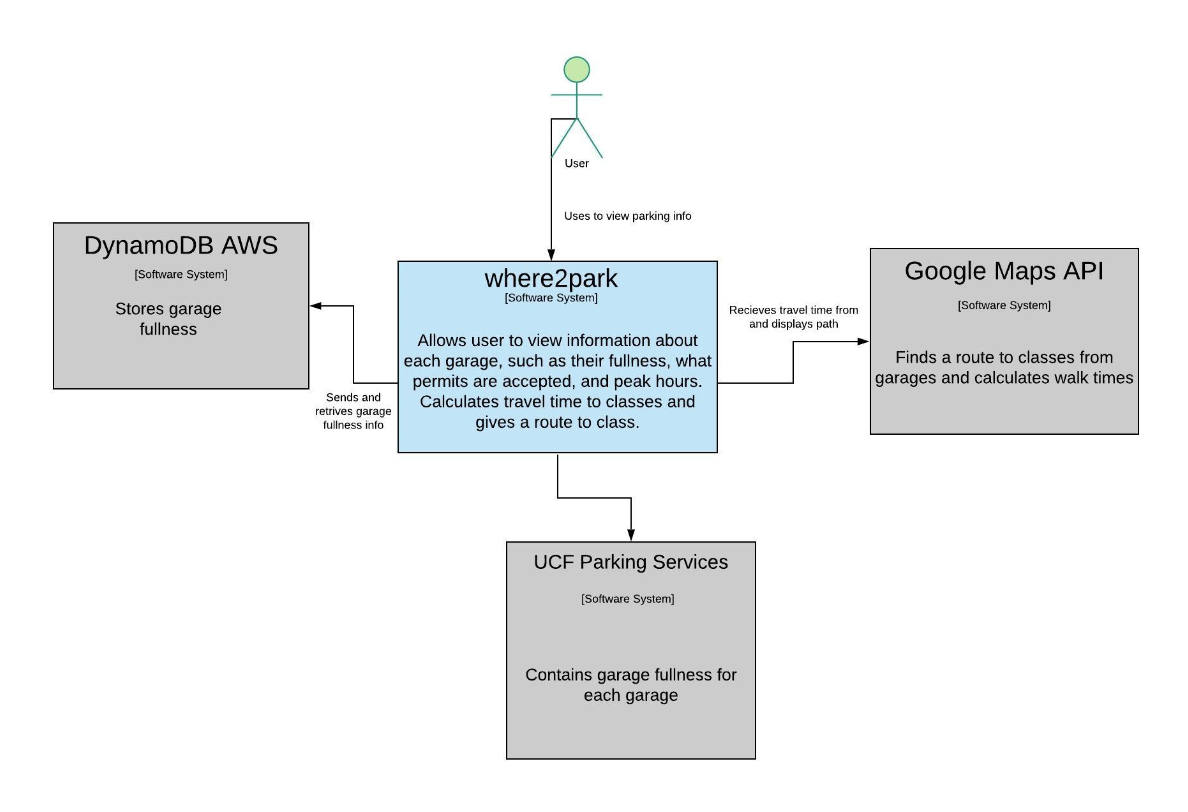 User
Uses to view parking info
DynamoDB AWS
[Software System]
Stores garage
fullness
Sends and
retrives garage
fullness info
where2park
[Software System]
Allows user to view information about
each garage, such as their fullness, what
permits are accepted, and peak hours.
Calculates travel time to classes and
gives a route to class.
Recieves travel time from
and displays path
Google Maps API
[Software System]
Finds a route to classes from
garages and calculates walk times
UCF Parking Services
[Software System]
Contains garage fullness for
each garage